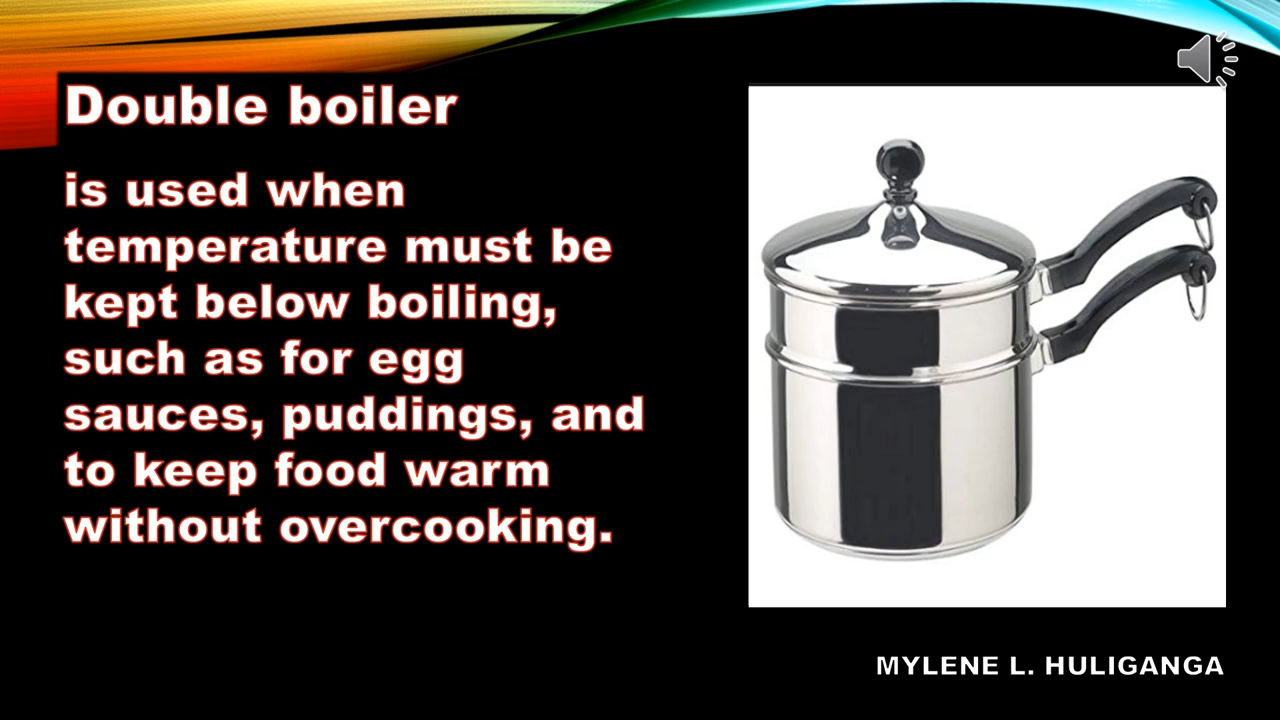 Double boiler
is used when
temperature must be
kept below boiling,
such as for egg
sauces, puddings, and
to keep food warm
without overcooking.
MYLENE L. HULIGANGA